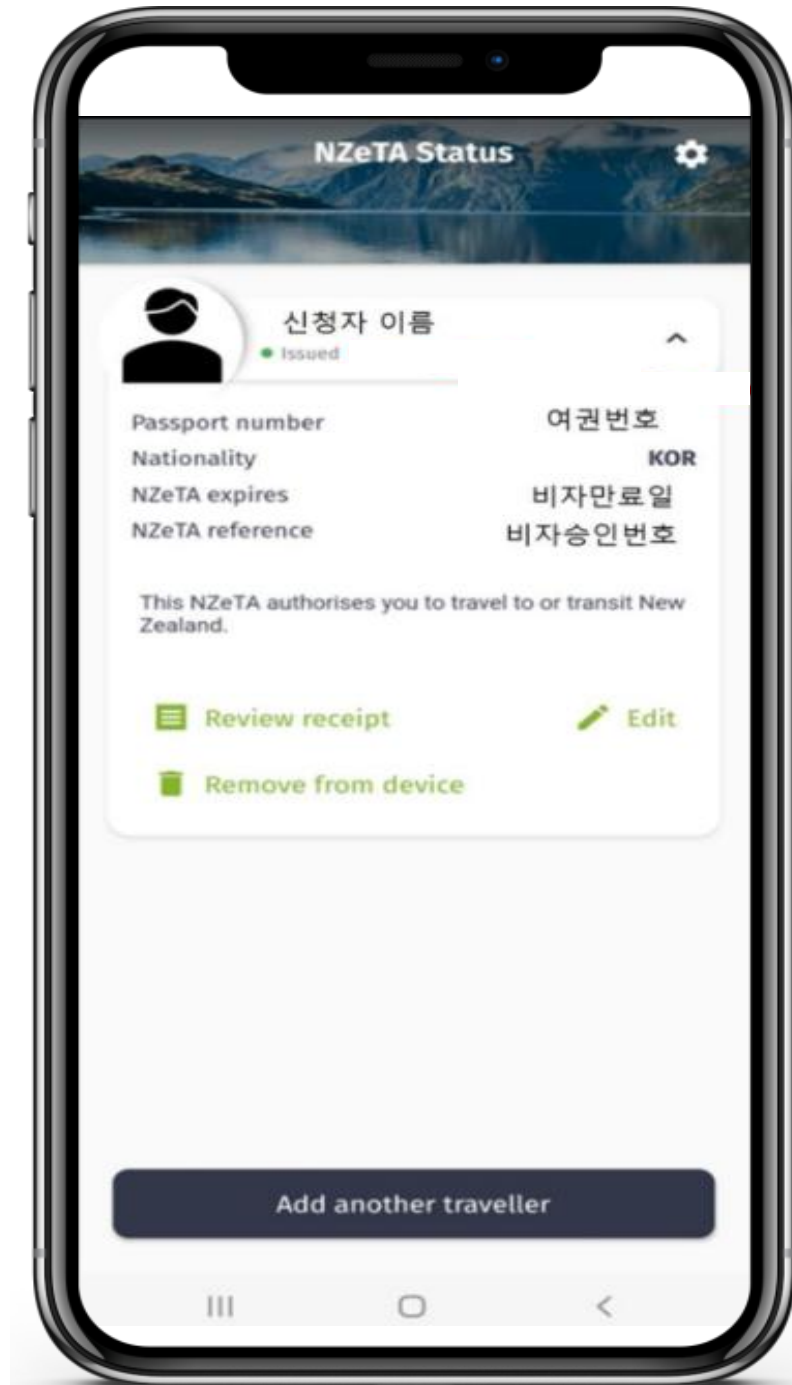 NZeTA Status
신청자 이름
Issued
Passport number 여권번호
Nationality KOR
NZeTA expires 비자만료일
NZeTA reference 비자승인번호
This NZeTA authorises you to travel to or transit New
Zealand.
Review receipt Edit
Remove from device
Add another traveller